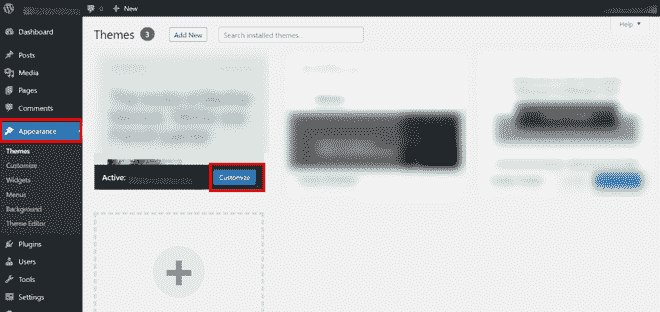 0 New
Help
Dashboard
Posts
Media
Pages
Comments
Appearance
Themes
Customize
Widgets
Menus
Background
Theme Editor
Plugins
Users
Tools
Settings
Themes 3 Add New Search installed themes...
Active: Customize